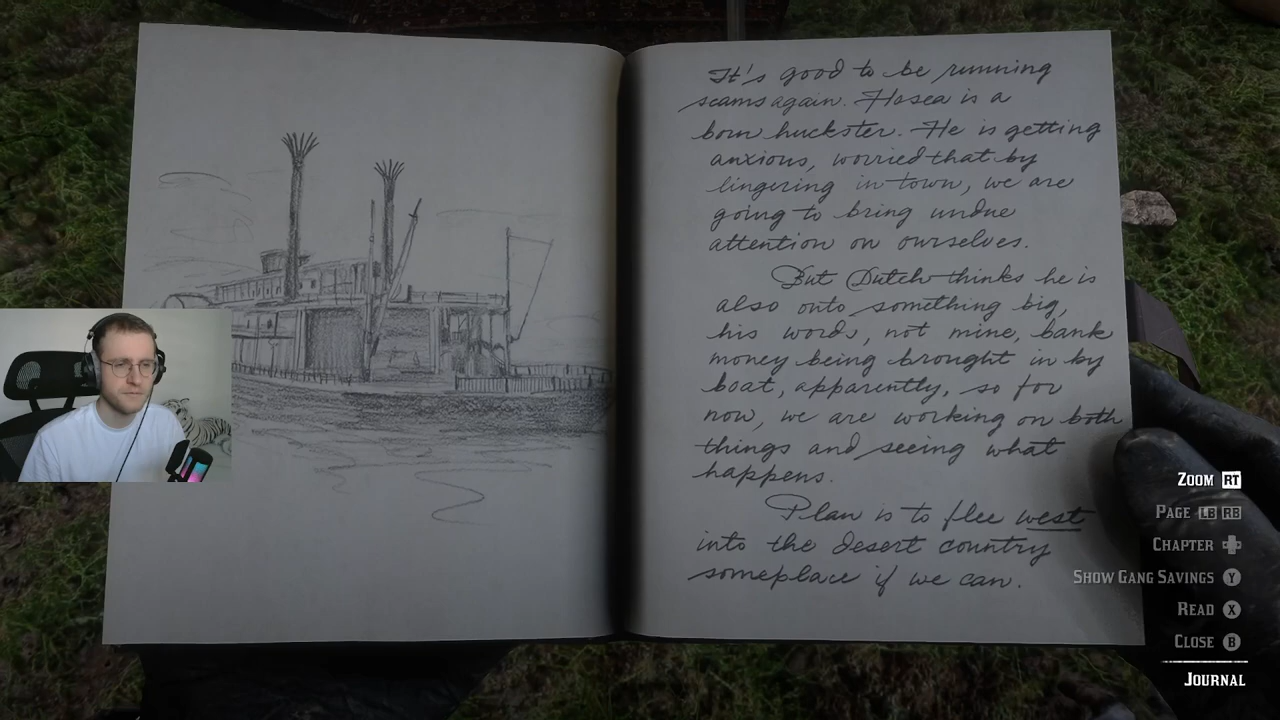 It's good to be running
scams again. Hosea is a
born huckster. He is getting
anxious, worried that by
lingering in town, we are
going to bring undue
attention on ourselves.
But Dutch thinks he is
also onto something big,
his words, not mine, bank
money being brought in by
boat, apparently, so for
now, we are working on both
things and seeing what
happens.
Plan is to flee west
into the desert country
someplace if we can.
ZOOM RT
PAGE LB RB
CHAPTER
SHOW GANG SAVINGS Y
READ X
CLOSE B
JOURNAL